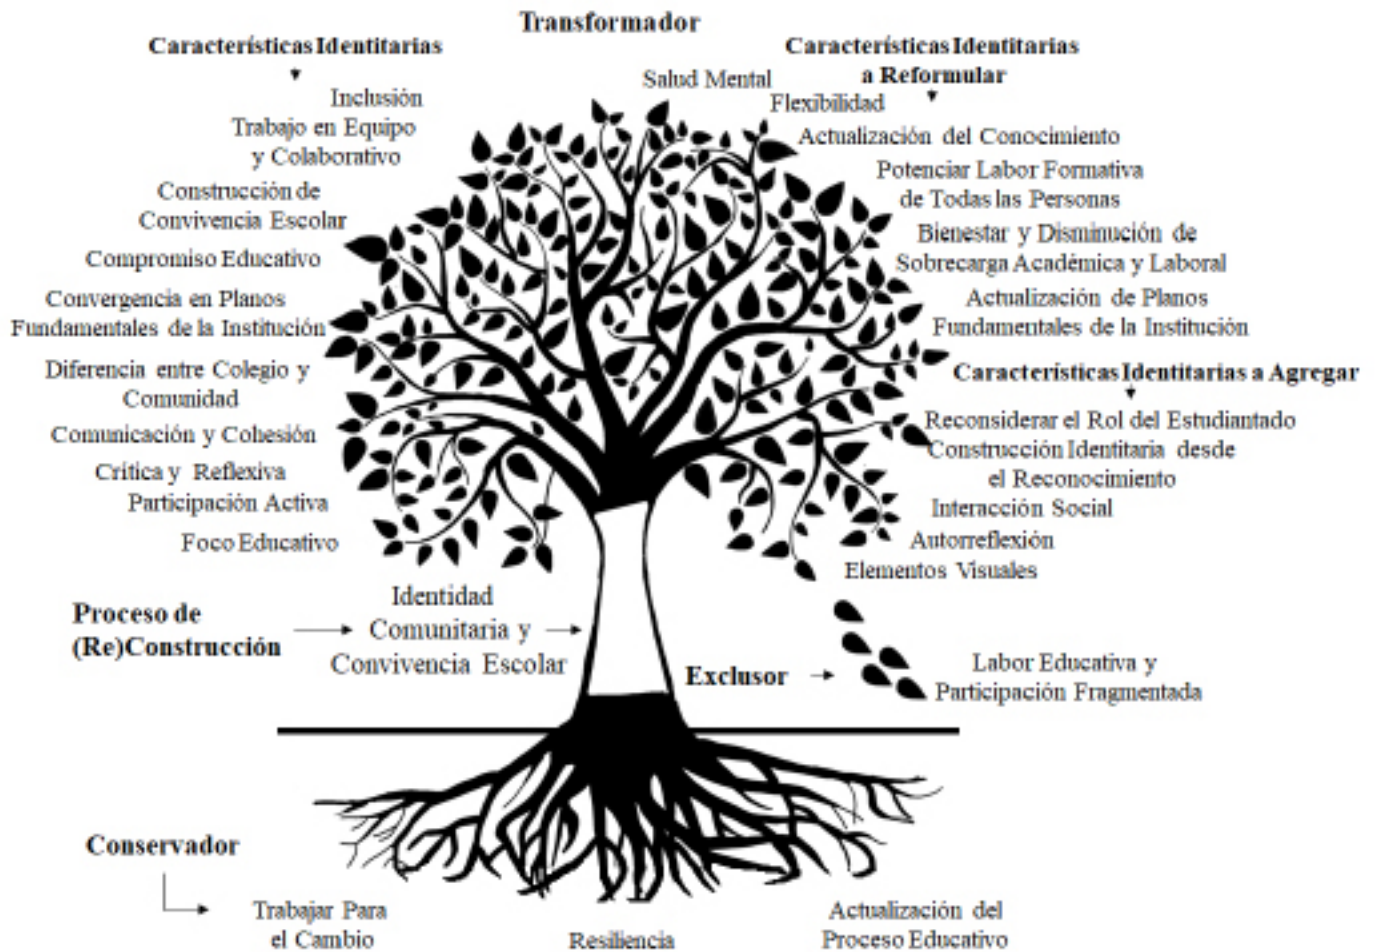 Transformador
Características Identitarias
Inclusión
Trabajo en Equipo
y Colaborativo
Construcción de
Convivencia Escolar
Compromiso Educativo
Convergencia en Planos
Fundamentales de la Institución
Diferencia entre Colegio y
Comunidad
Comunicación y Cohesión
Crítica y Reflexiva
Participación Activa
Foco Educativo
Características Identitarias
a Reformular
Salud Mental
Flexibilidad
Actualización del Conocimiento
Potenciar Labor Formativa
de Todas las Personas
Bienestar y Disminución de
Sobrecarga Académica y Laboral
Actualización de Planos
Fundamentales de la Institución
Características Identitarias a Agregar
Reconsiderar el Rol del Estudiantado
Construcción Identitaria desde
el Reconocimiento
Interacción Social
Autorreflexión
Elementos Visuales
Proceso de
(Re)Construcción
Identidad
Comunitaria y
Convivencia Escolar
Exclusor
Labor Educativa y
Participación Fragmentada
Conservador
Trabajar Para
el Cambio
Resiliencia
Actualización del
Proceso Educativo